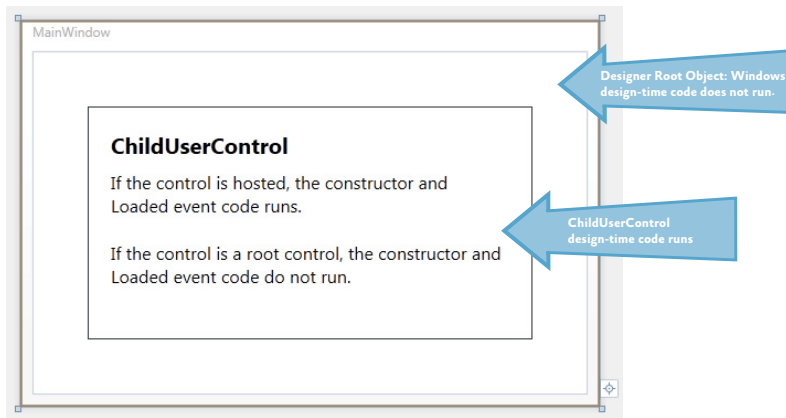 MainWindow
Designer Root Object: Windows
design-time code does not run.
ChildUserControl
If the control is hosted, the constructor and
Loaded event code runs.
If the control is a root control, the constructor and
Loaded event code do not run.
ChildUserControl
design-time code runs